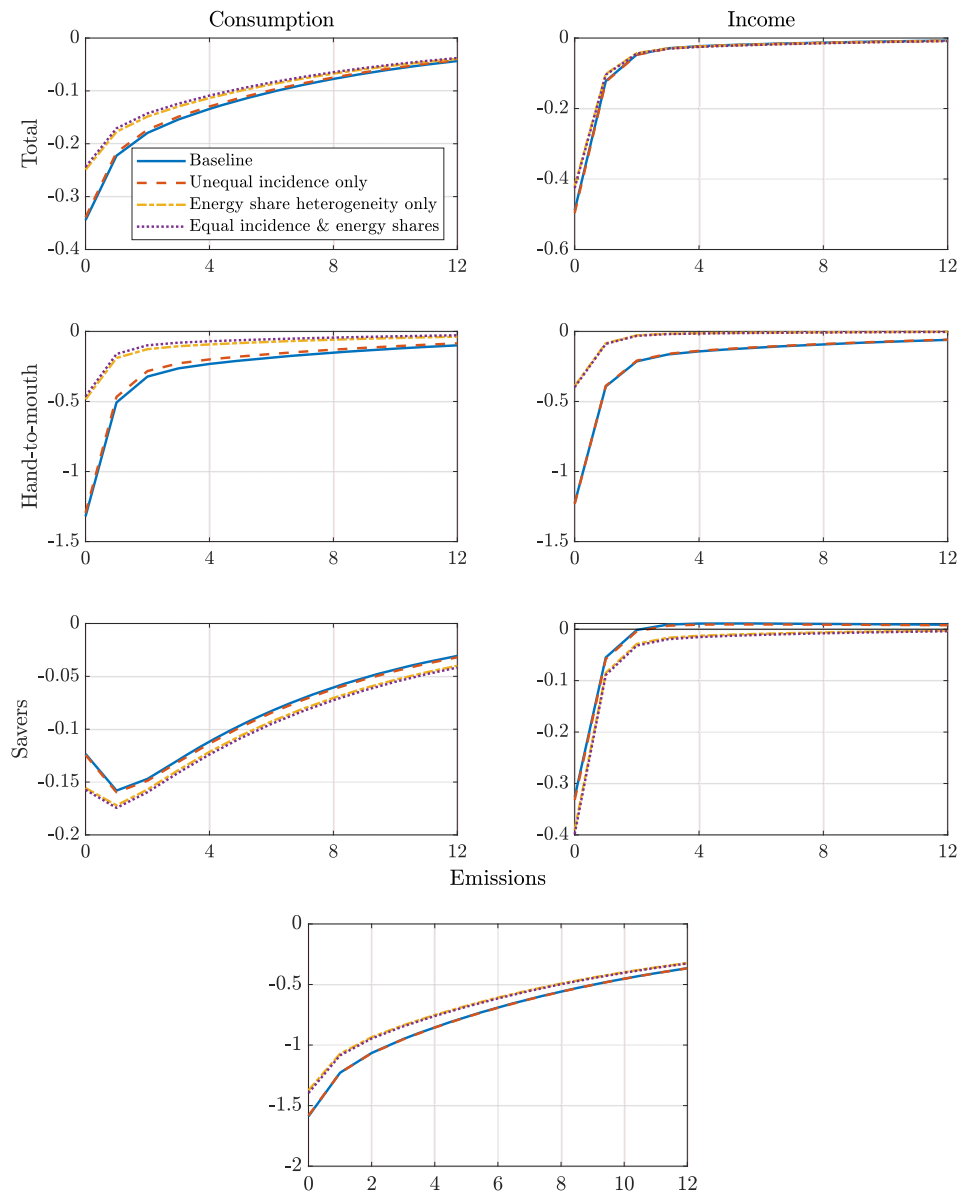 Consumption
Income
Total
0
-0.1
-0.2
-0.3
-0.4
Baseline
Unequal incidence only
Energy share heterogeneity only
Equal incidence & energy shares
0 4 8 12
0
-0.2
-0.4
-0.6
0 4 8 12
Hand-to-mouth
0
-0.5
-1
-1.5
0 4 8 12
0
-0.5
-1
-1.5
0 4 8 12
Savers
0
-0.05
-0.1
-0.15
-0.2
0 4 8 12
0
-0.1
-0.2
-0.3
-0.4
0 4 8 12
Emissions
0
-0.5
-1
-1.5
-2
0 2 4 6 8 10 12